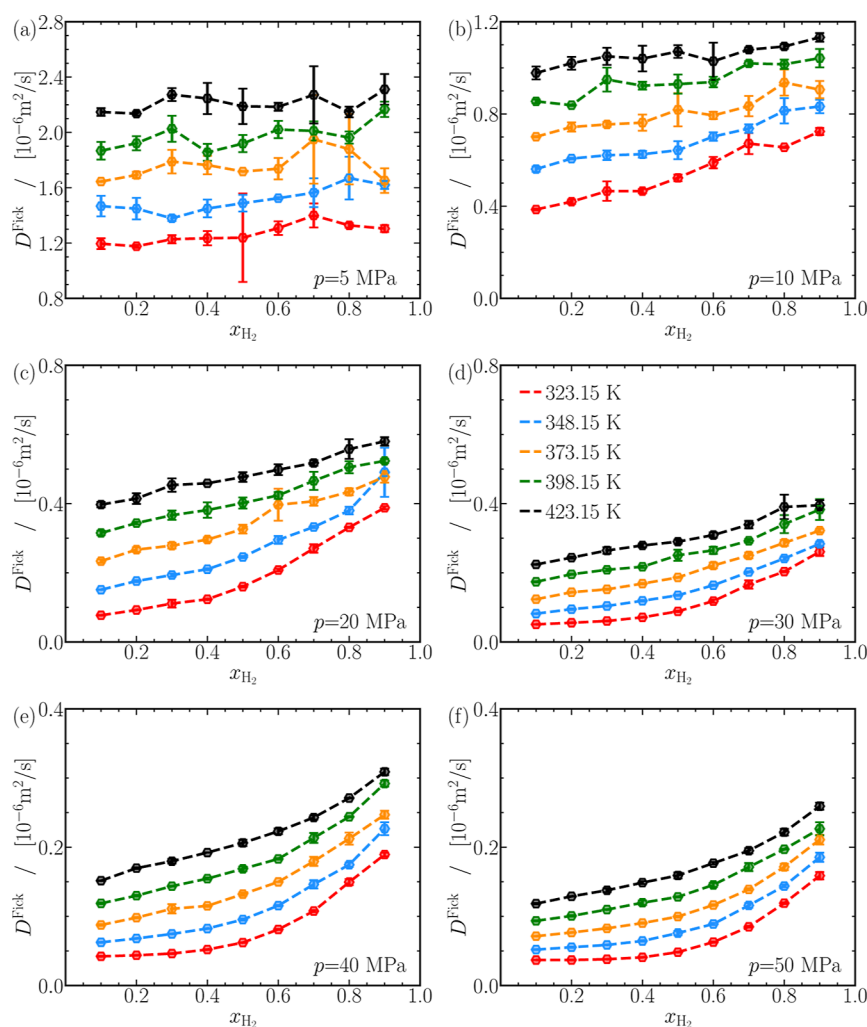 (a)
2.8
2.4
2.0
1.6
1.2
0.8
D^Fick / [10^-6 m^2/s]
p=5 MPa
0.2 0.4 0.6 0.8 1.0
x_H2
(b)
1.2
0.8
0.4
0.0
D^Fick / [10^-6 m^2/s]
p=10 MPa
0.2 0.4 0.6 0.8 1.0
x_H2
(c)
0.8
0.4
0.0
D^Fick / [10^-6 m^2/s]
p=20 MPa
0.2 0.4 0.6 0.8 1.0
x_H2
(d)
0.8
0.4
0.0
D^Fick / [10^-6 m^2/s]
323.15 K
348.15 K
373.15 K
398.15 K
423.15 K
p=30 MPa
0.2 0.4 0.6 0.8 1.0
x_H2
(e)
0.4
0.2
0.0
D^Fick / [10^-6 m^2/s]
p=40 MPa
0.2 0.4 0.6 0.8 1.0
x_H2
(f)
0.4
0.2
0.0
D^Fick / [10^-6 m^2/s]
p=50 MPa
0.2 0.4 0.6 0.8 1.0
x_H2